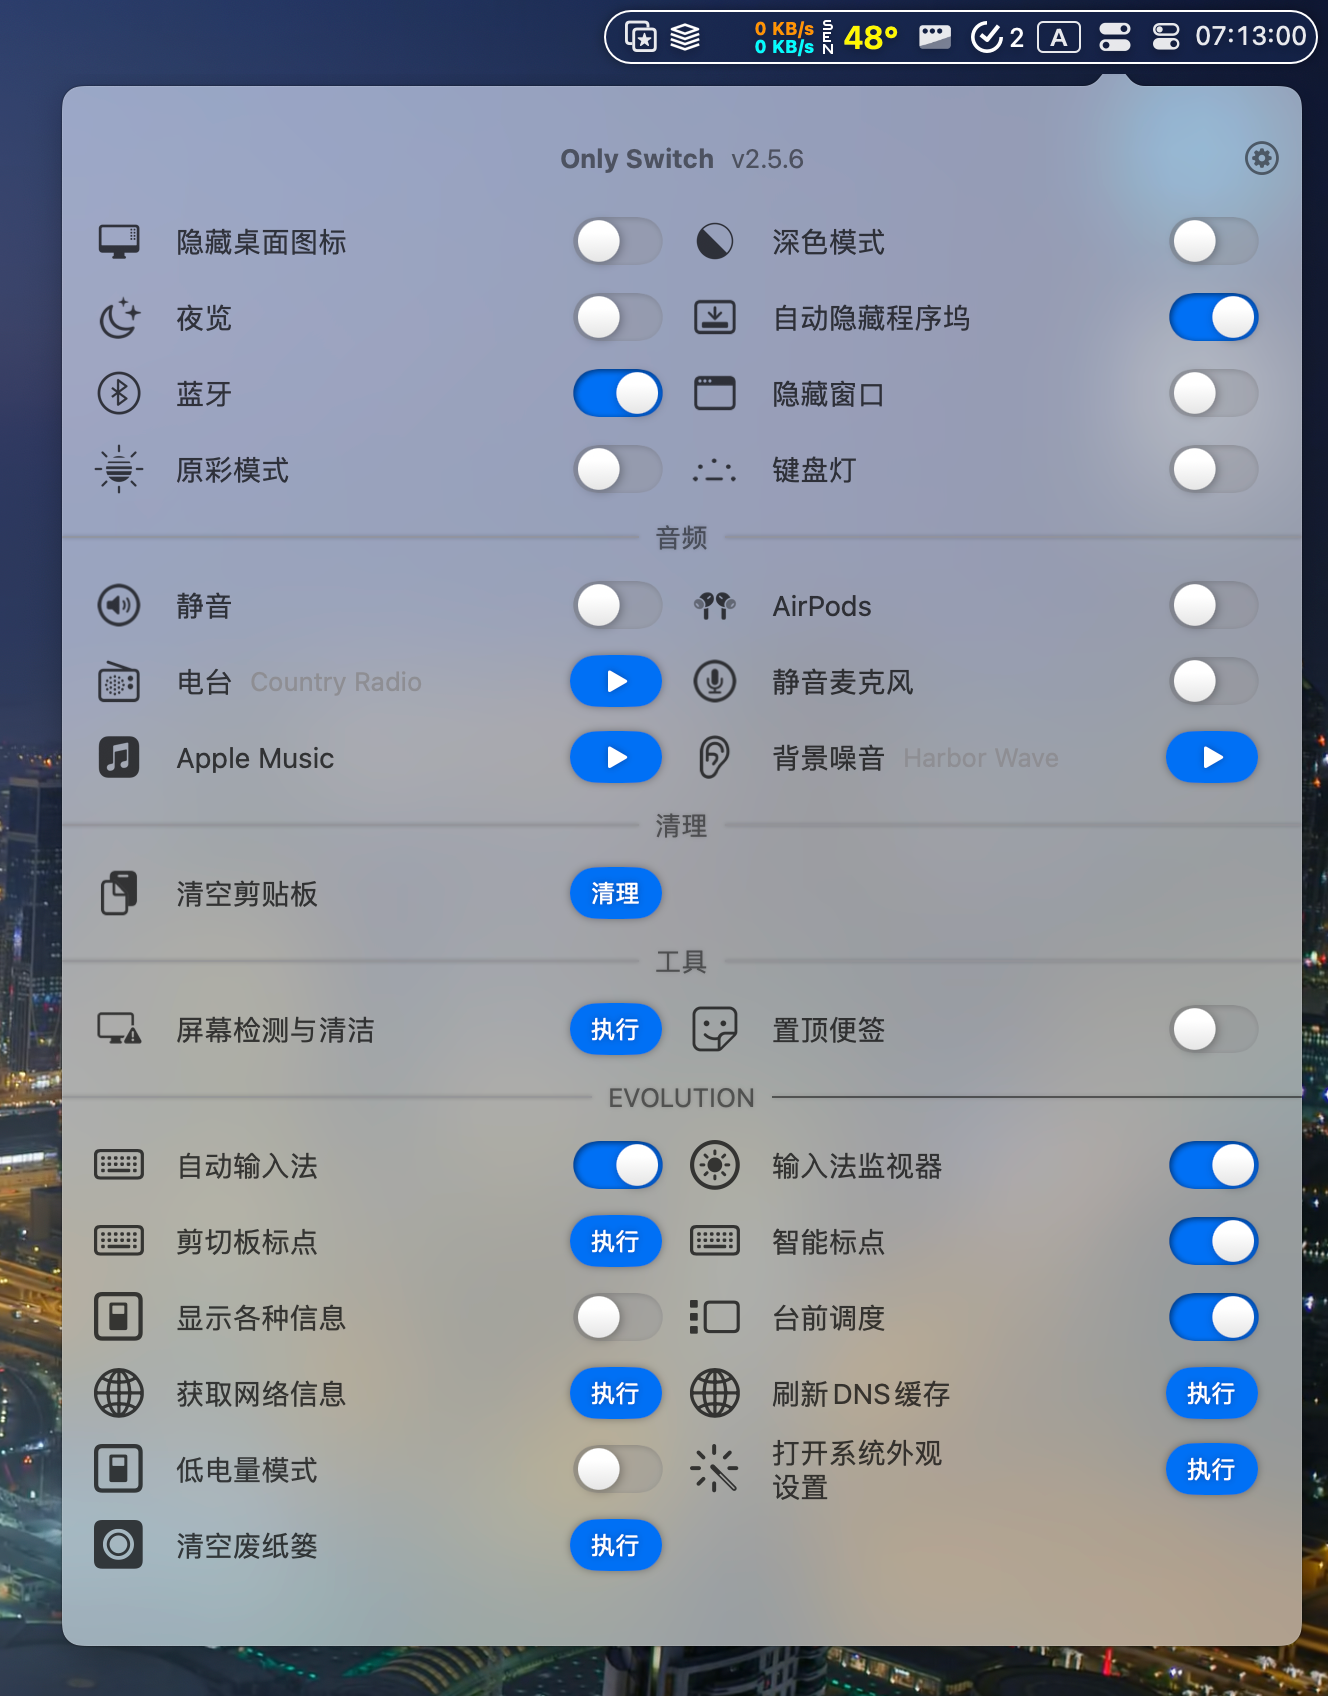 0 KB/s
0 KB/s
SEN
48°
2
A
07:13:00
Only Switch v2.5.6
隐藏桌面图标
深色模式
夜览
自动隐藏程序坞
蓝牙
隐藏窗口
原彩模式
键盘灯
音频
静音
AirPods
电台 Country Radio
静音麦克风
Apple Music
背景噪音 Harbor Wave
清理
清空剪贴板
清理
工具
屏幕检测与清洁
执行
置顶便签
EVOLUTION
自动输入法
输入法监视器
剪切板标点
执行
智能标点
显示各种信息
台前调度
获取网络信息
执行
刷新DNS缓存
执行
低电量模式
打开系统外观
设置
执行
清空废纸篓
执行